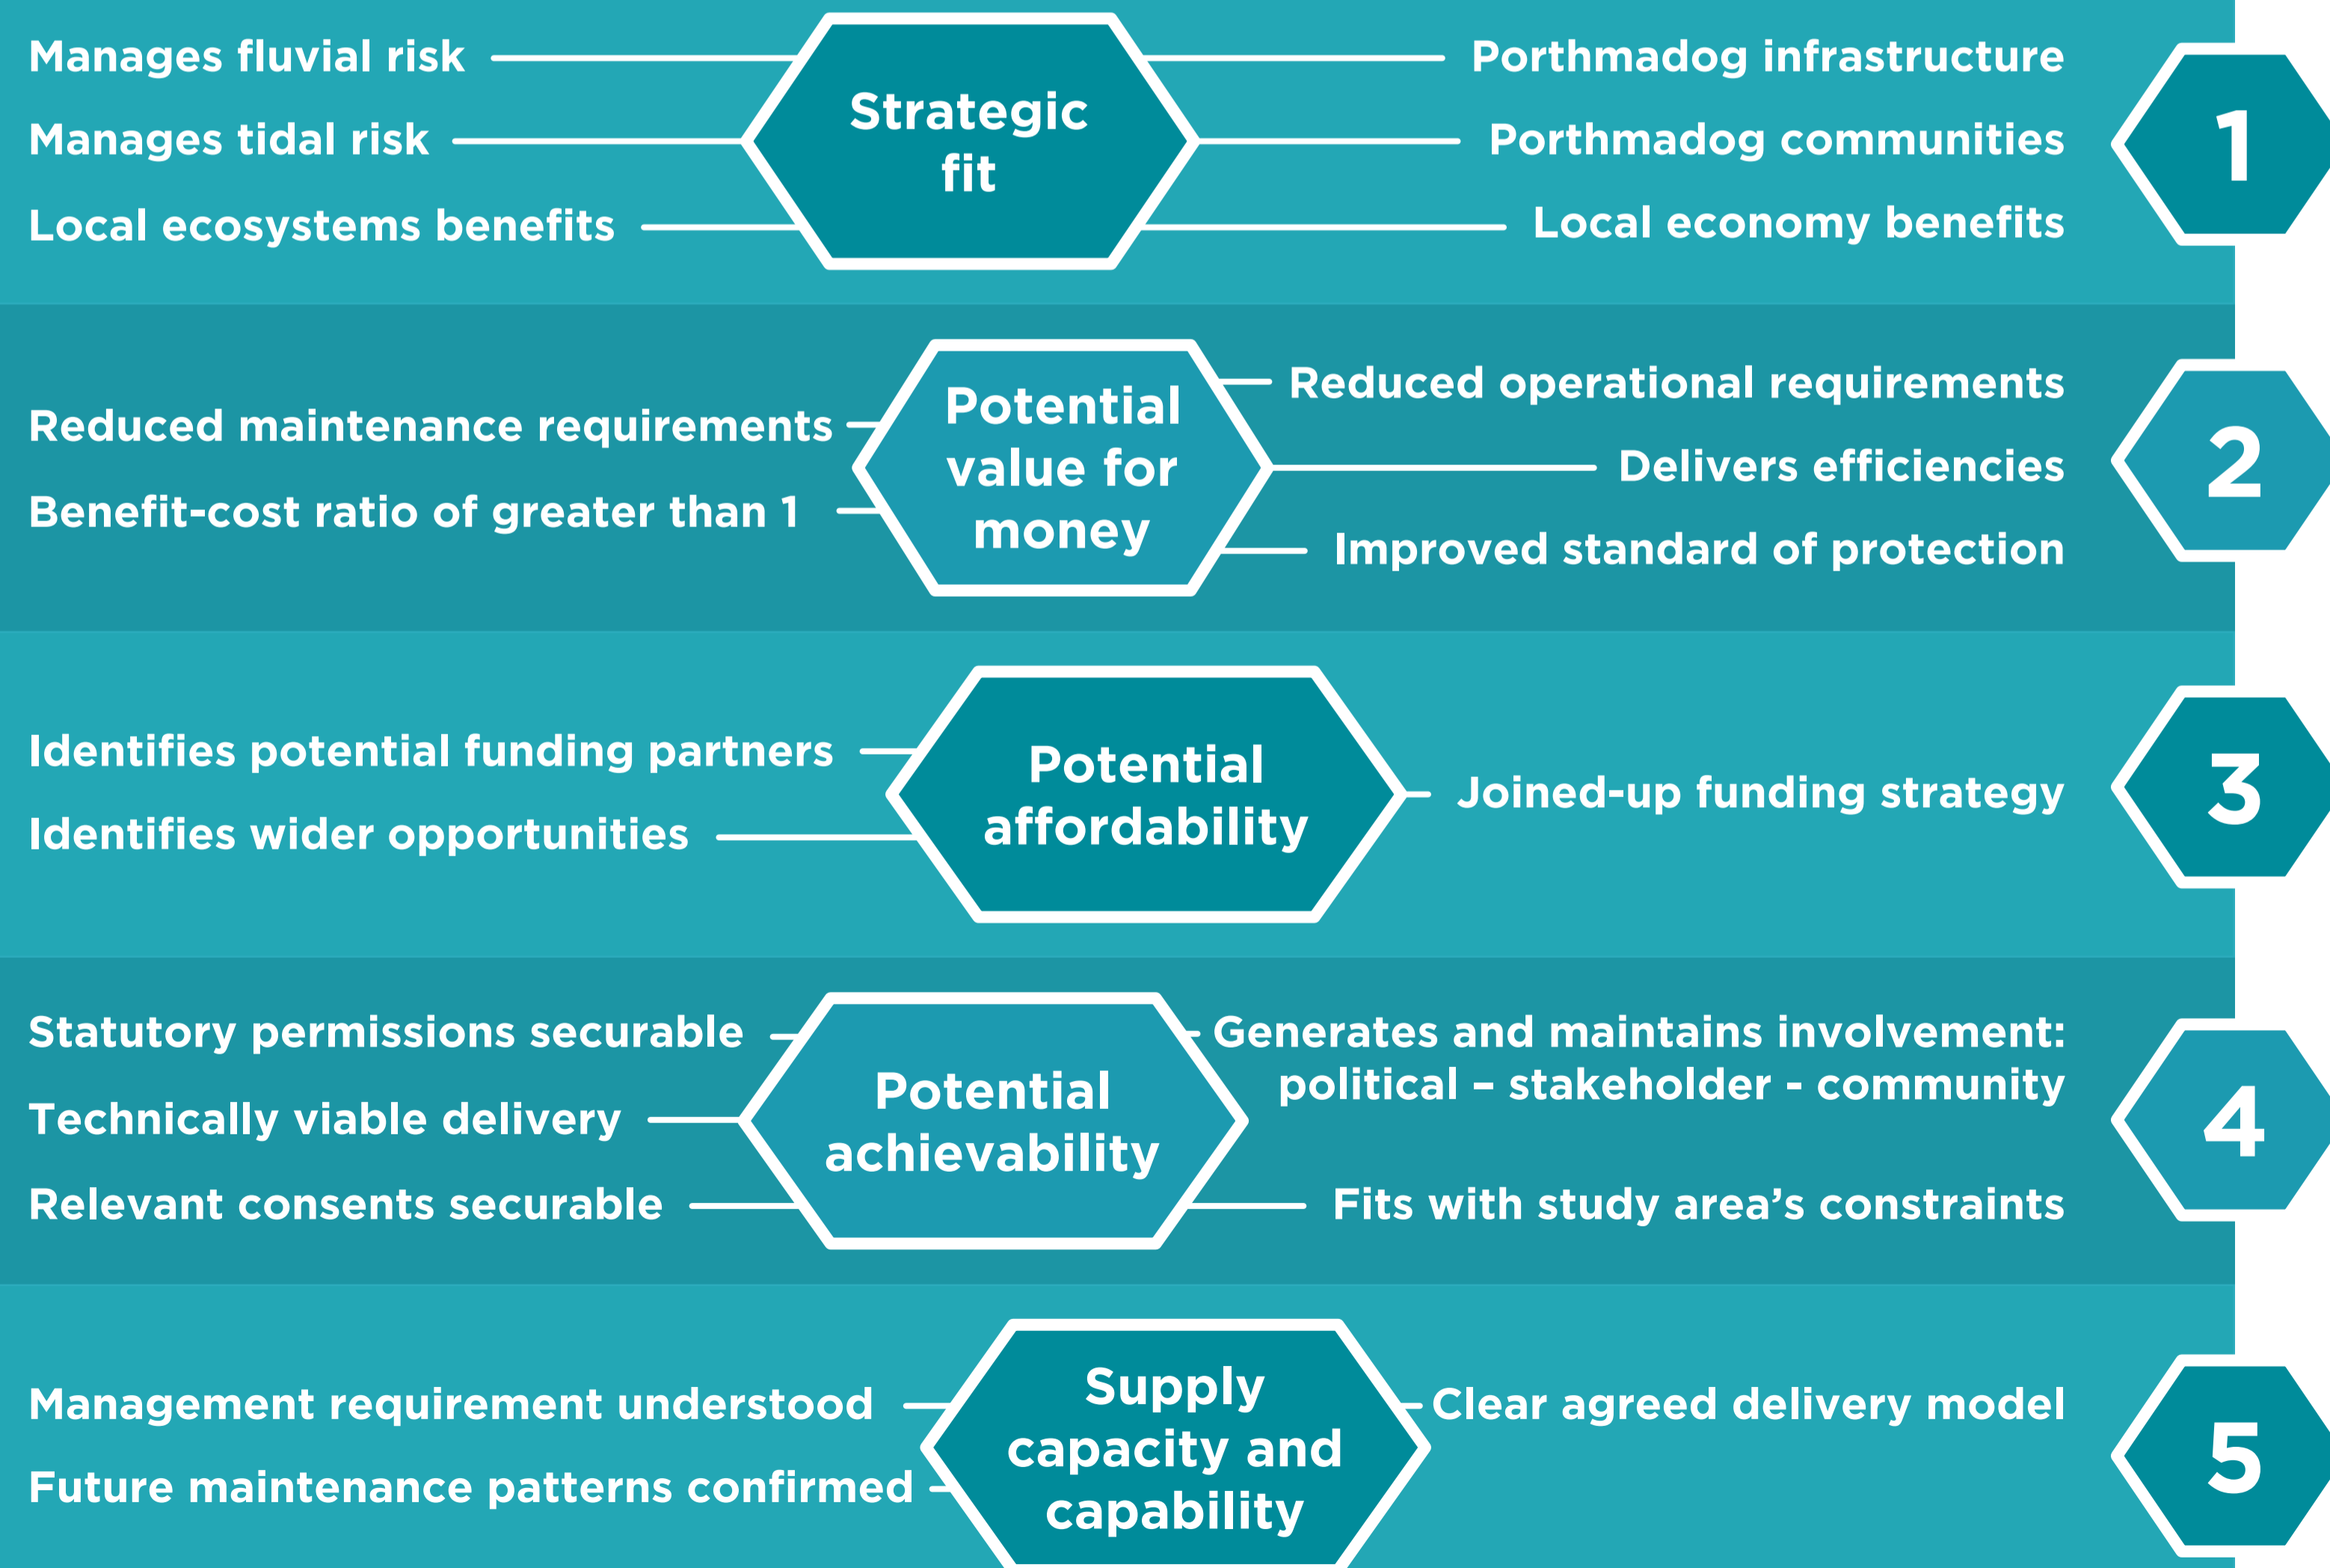 Manages fluvial risk
Manages tidal risk
Local ecosystems benefits
Strategic
fit
Porthmadog infrastructure
Porthmadog communities
Local economy benefits
1
Reduced maintenance requirements
Benefit-cost ratio of greater than 1
Potential
value for
money
Reduced operational requirements
Delivers efficiencies
Improved standard of protection
2
Identifies potential funding partners
Identifies wider opportunities
Potential
affordability
Joined-up funding strategy
3
Statutory permissions securable
Technically viable delivery
Relevant consents securable
Potential
achievability
Generates and maintains involvement:
political – stakeholder - community
Fits with study area’s constraints
4
Management requirement understood
Future maintenance patterns confirmed
Supply
capacity and
capability
Clear agreed delivery model
5